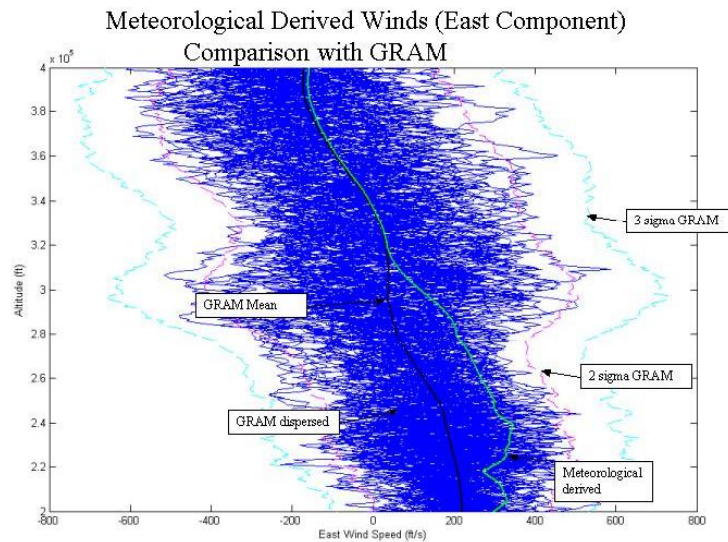 Meteorological Derived Winds (East Component)
Comparison with GRAM
x 10^5
4
3.8
3.6
3.4
3.2
3
2.8
2.6
2.4
2.2
2
Altitude (ft)
3 sigma GRAM
GRAM Mean
2 sigma GRAM
GRAM dispersed
Meteorological
derived
-800 -600 -400 -200 0 200 400 600 800
East Wind Speed (ft/s)